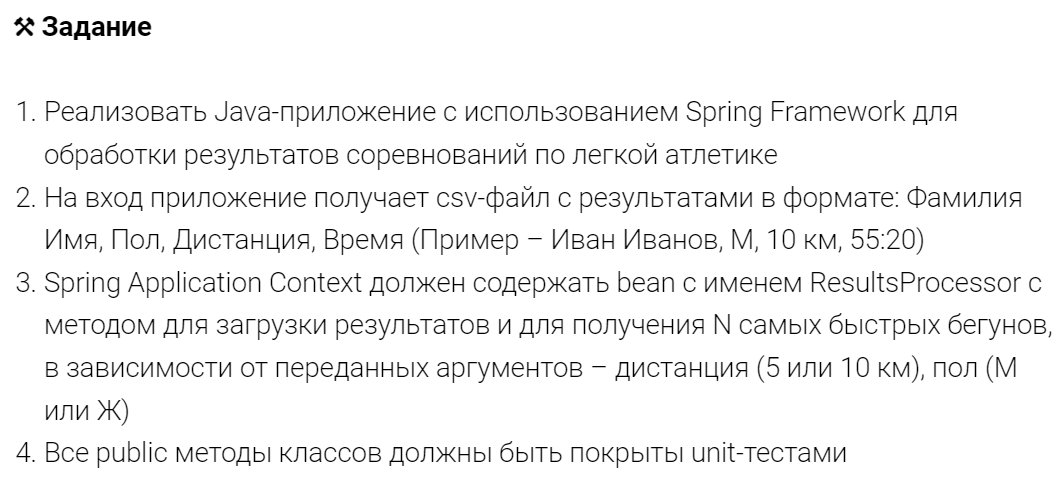 ⚒ Задание
1. Реализовать Java-приложение с использованием Spring Framework для
обработки результатов соревнований по легкой атлетике
2. На вход приложение получает csv-файл с результатами в формате: Фамилия
Имя, Пол, Дистанция, Время (Пример – Иван Иванов, М, 10 км, 55:20)
3. Spring Application Context должен содержать bean с именем ResultsProcessor с
методом для загрузки результатов и для получения N самых быстрых бегунов,
в зависимости от переданных аргументов – дистанция (5 или 10 км), пол (М
или Ж)
4. Все public методы классов должны быть покрыты unit-тестами